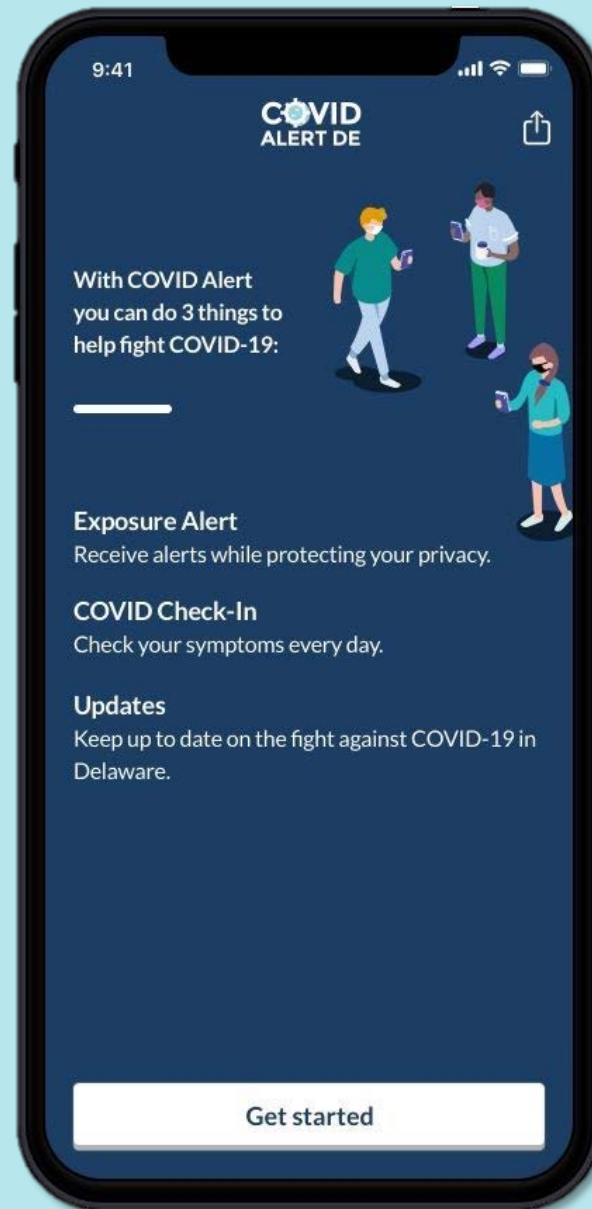 9:41
COVID
ALERT DE
With COVID Alert
you can do 3 things to
help fight COVID-19:
Exposure Alert
Receive alerts while protecting your privacy.
COVID Check-In
Check your symptoms every day.
Updates
Keep up to date on the fight against COVID-19 in
Delaware.
Get started